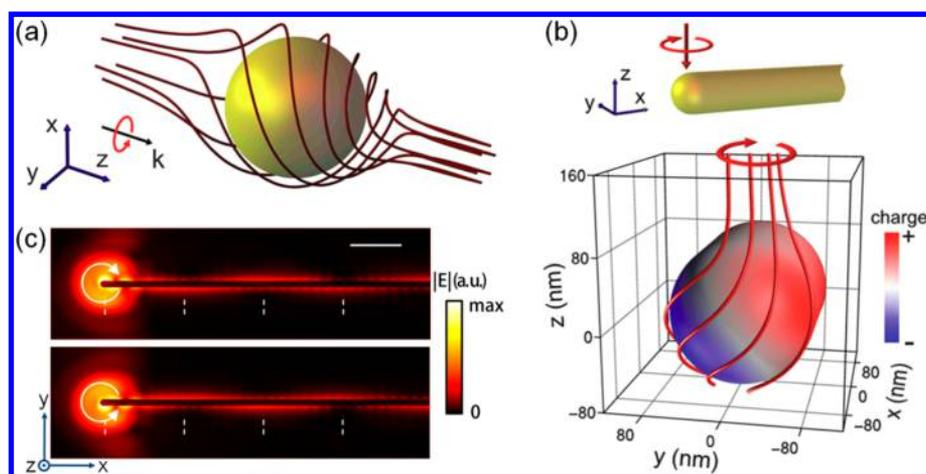 (a)
x
y
z
k
(b)
z
x
y
160
80
0
−80
z (nm)
80
0
−80
y (nm)
80
0
−80
x (nm)
charge
+
-
(c)
|E|(a.u.)
max
0
y
z
x